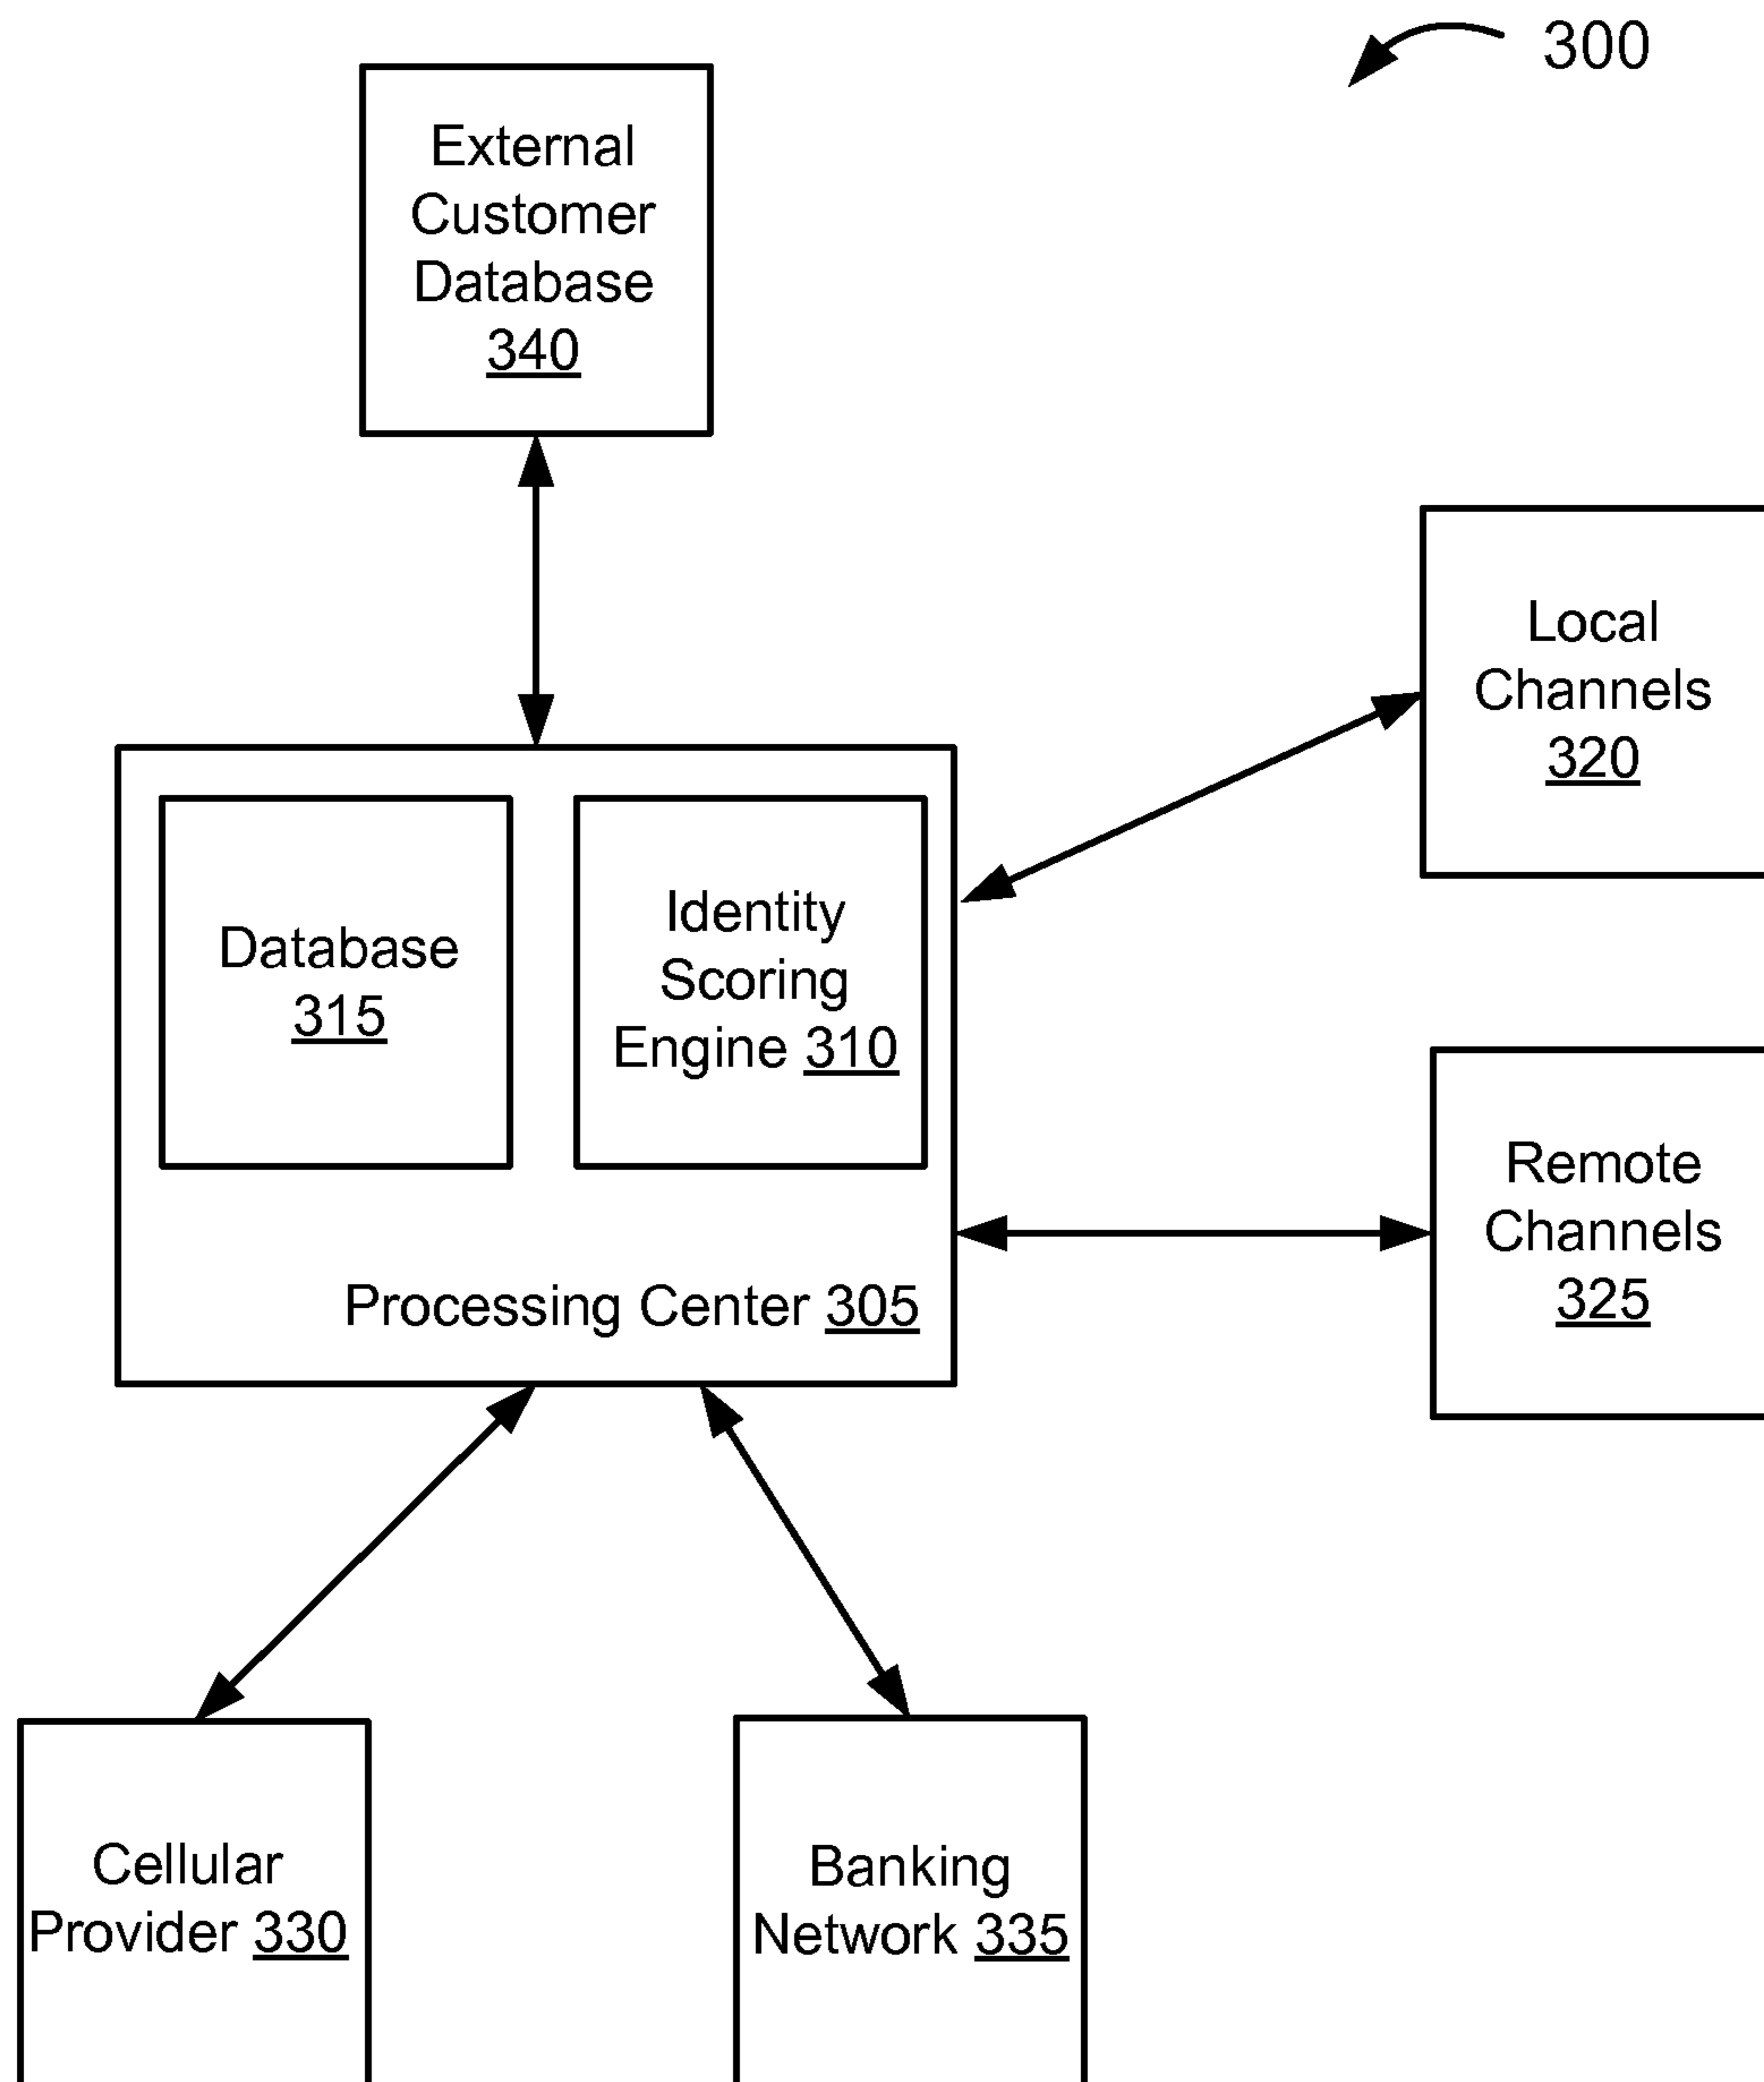 300
External
Customer
Database
340
Local
Channels
320
Database
315
Identity
Scoring
Engine 310
Remote
Channels
325
Processing Center 305
Cellular
Provider 330
Banking
Network 335